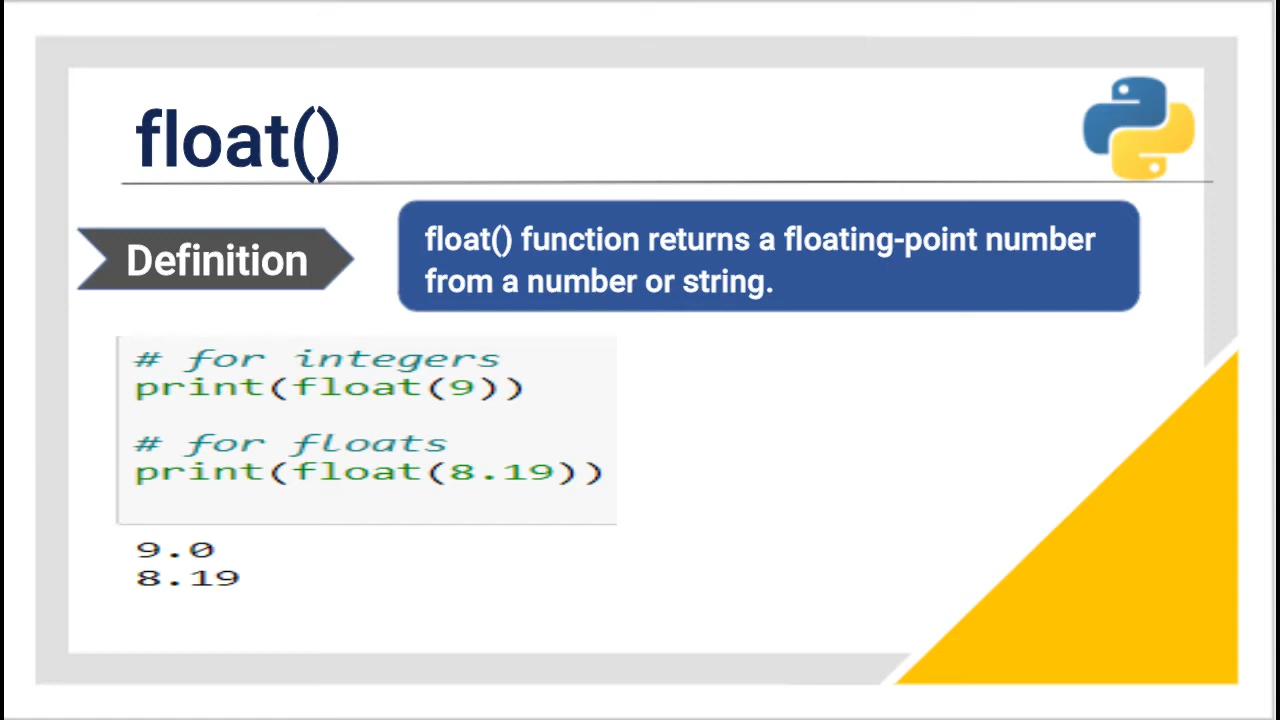 float()
Definition
float() function returns a floating-point number
from a number or string.
# for integers
print(float(9))
# for floats
print(float(8.19))
9.0
8.19